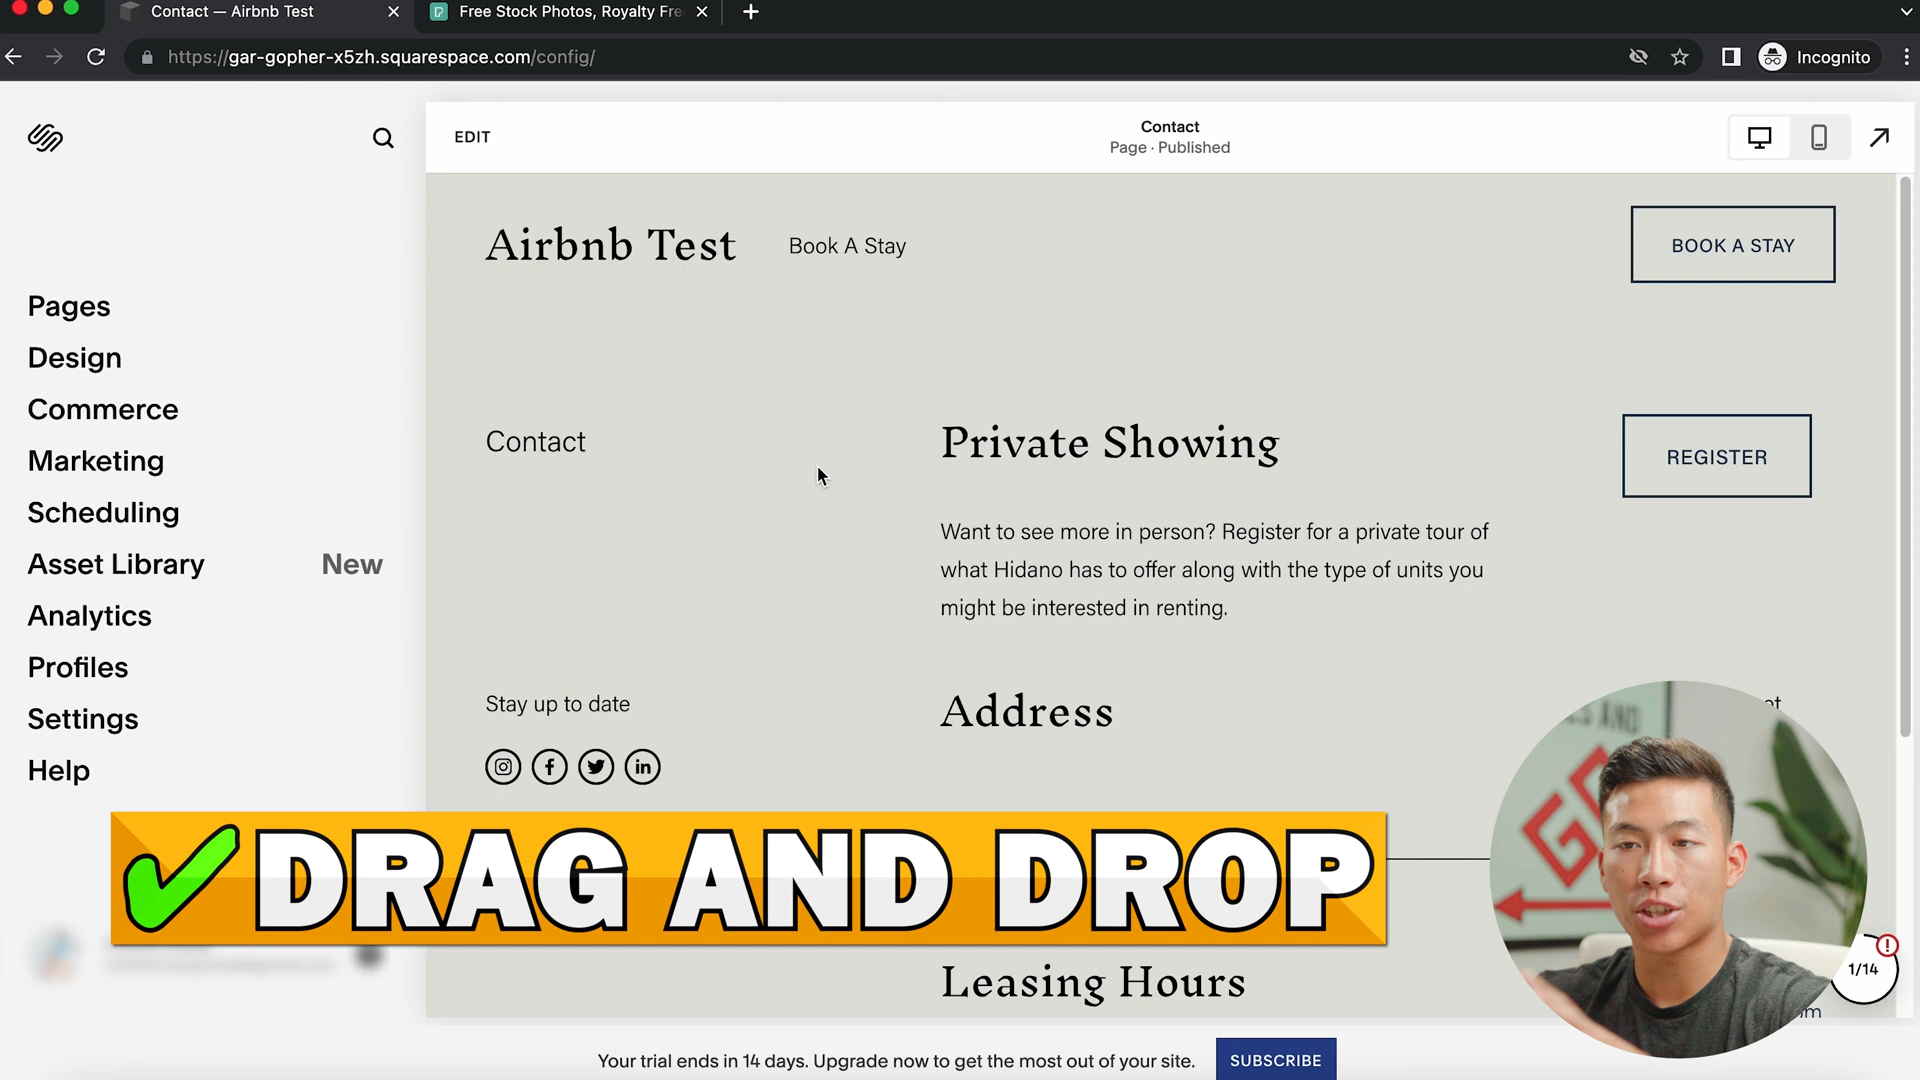 Contact — Airbnb Test
Free Stock Photos, Royalty Fre
https://gar-gopher-x5zh.squarespace.com/config/
Incognito
EDIT
Contact
Page · Published
Airbnb Test
Book A Stay
BOOK A STAY
Pages
Design
Commerce
Marketing
Scheduling
Asset Library
New
Analytics
Profiles
Settings
Help
Contact
Private Showing
REGISTER
Want to see more in person? Register for a private tour of
what Hidano has to offer along with the type of units you
might be interested in renting.
Stay up to date
Address
DRAG AND DROP
Leasing Hours
1/14
Your trial ends in 14 days. Upgrade now to get the most out of your site.
SUBSCRIBE